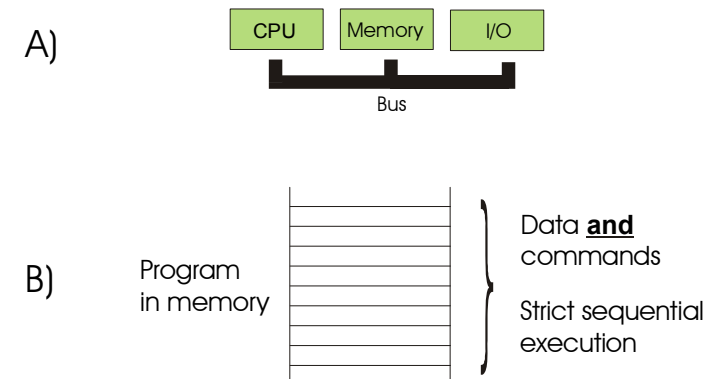 A)
CPU
Memory
I/O
Bus
B)
Program
in memory
Data and
commands
Strict sequential
execution